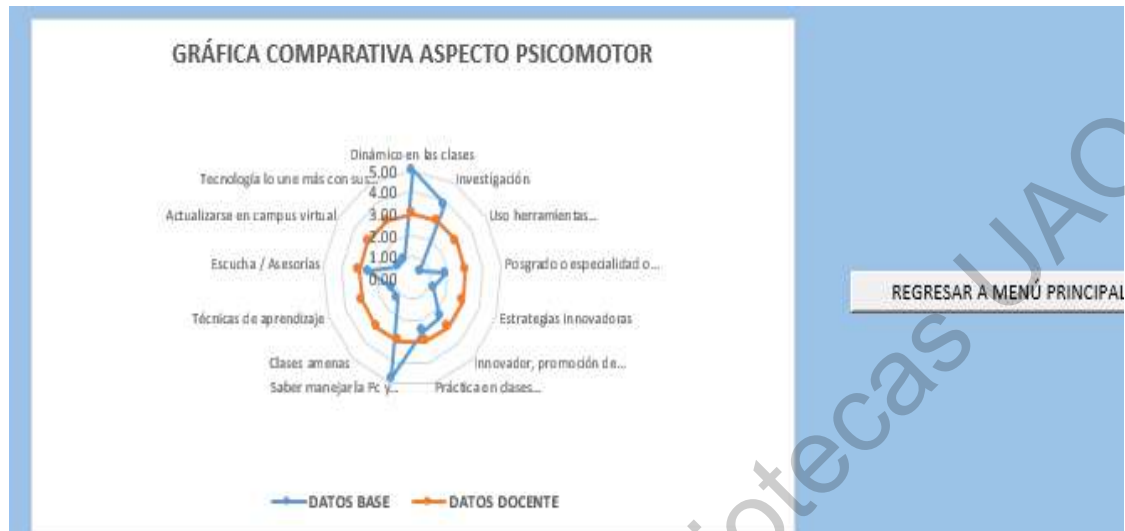 GRÁFICA COMPARATIVA ASPECTO PSICOMOTOR
Dinámico en las clases
Investigación
Uso herramientas...
Posgrado o especialidad o...
Estrategias Innovadoras
Innovador, promoción de...
Práctica en clases...
Saber manejar la Pc y...
Clases amenas
Técnicas de aprendizaje
Escucha / Asesorías
Actualizarse en campus virtual
Tecnología lo une más con sus...
5.00
4.00
3.00
2.00
1.00
0.00
DATOS BASE
DATOS DOCENTE
REGRESAR A MENÚ PRINCIPAL